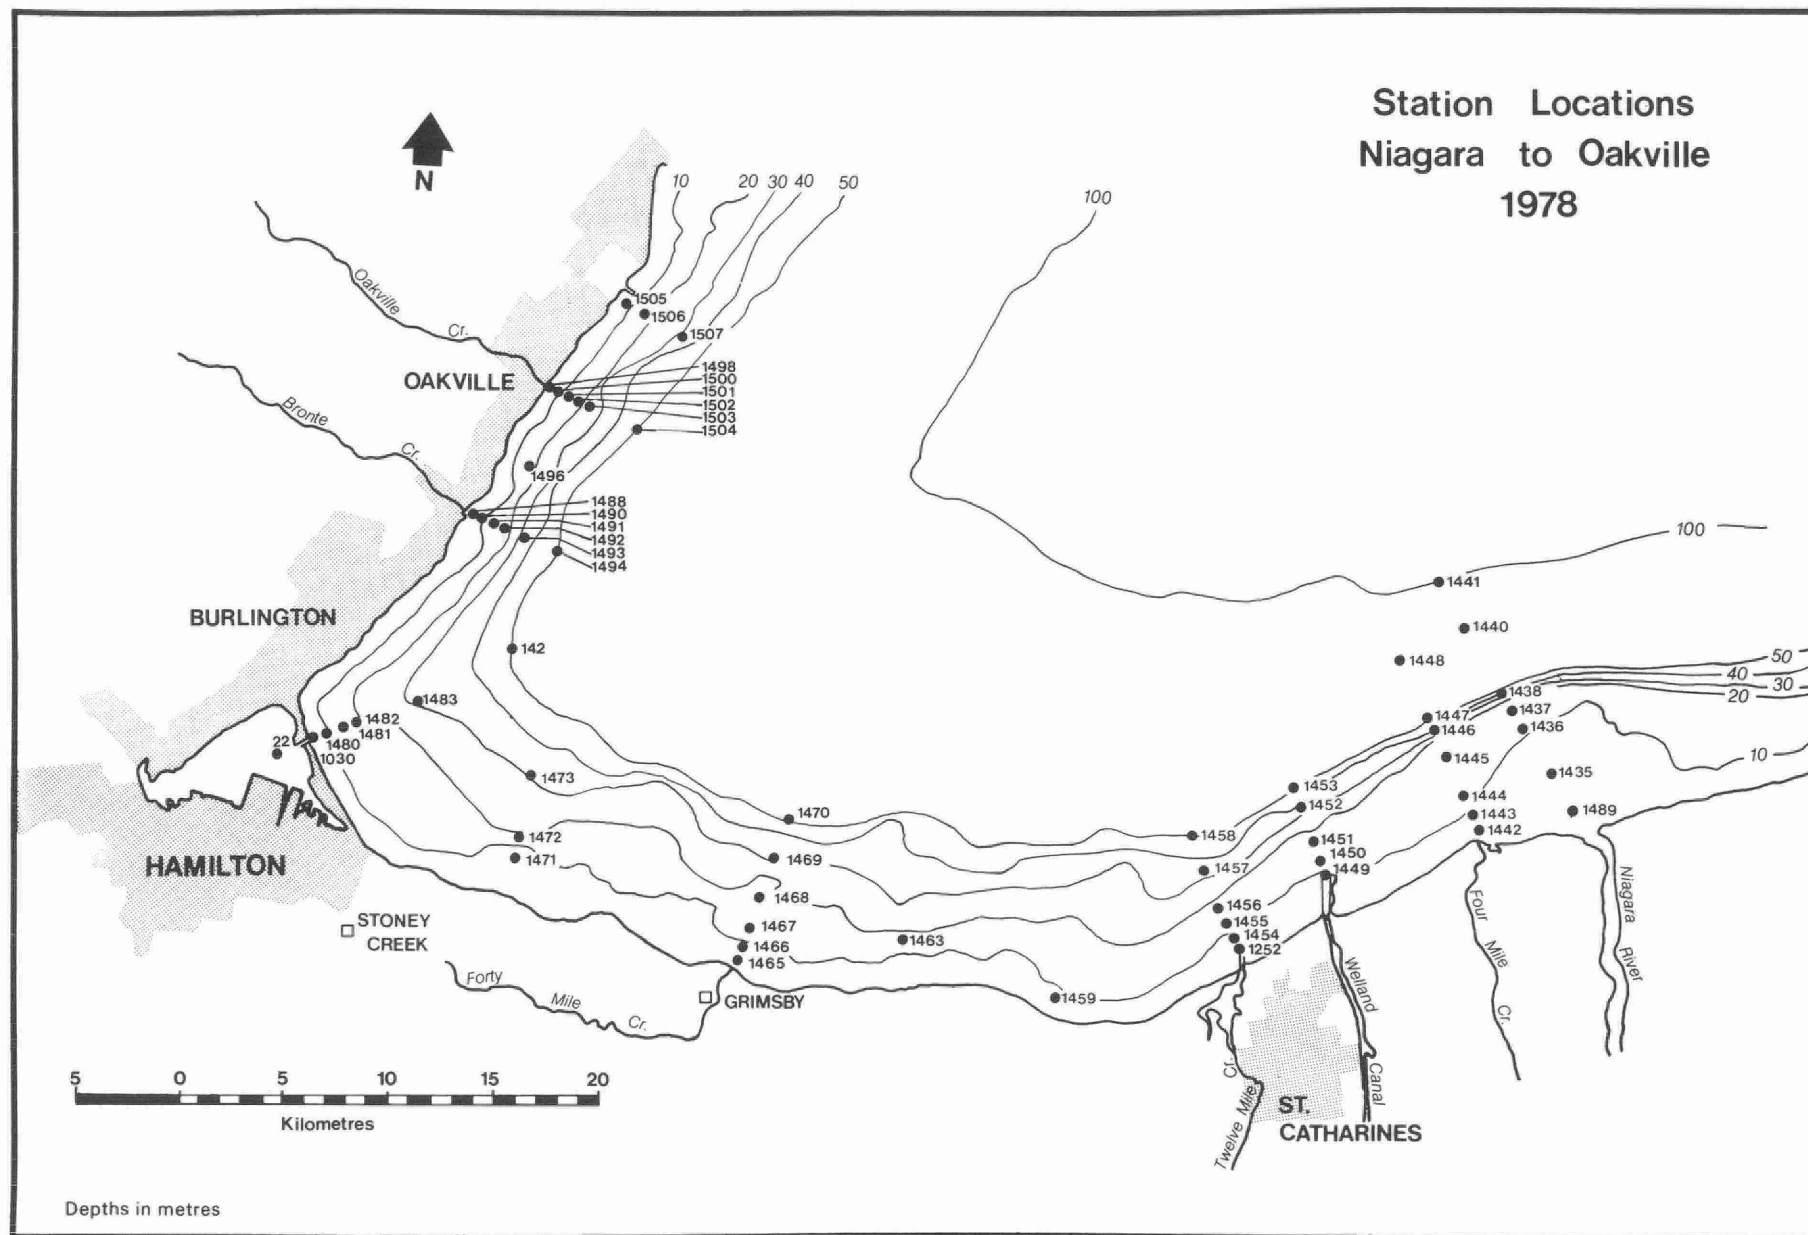 Station Locations
Niagara to Oakville
1978
N
10
20
30
40
50
100
Oakville
Cr.
1505
1506
1507
1498
1500
1501
1502
1503
1504
OAKVILLE
Bronte
Cr.
1496
1488
1490
1491
1492
1493
1494
100
1441
1440
1448
BURLINGTON
142
50
40
30
20
1438
1437
1436
1447
1446
1445
10
1435
1483
1482
1481
1480
1030
22
1473
1453
1452
1444
1443
1442
1489
1470
1458
1451
1450
1449
1457
1472
1471
1469
HAMILTON
1468
1467
1466
1465
1463
1456
1455
1454
1252
STONEY
CREEK
Forty
Mile
Cr.
GRIMSBY
1459
Four
Mile
Cr.
Niagara
River
Welland
Canal
Twelve Mile
Cr.
ST.
CATHARINES
5 0 5 10 15 20
Kilometres
Depths in metres